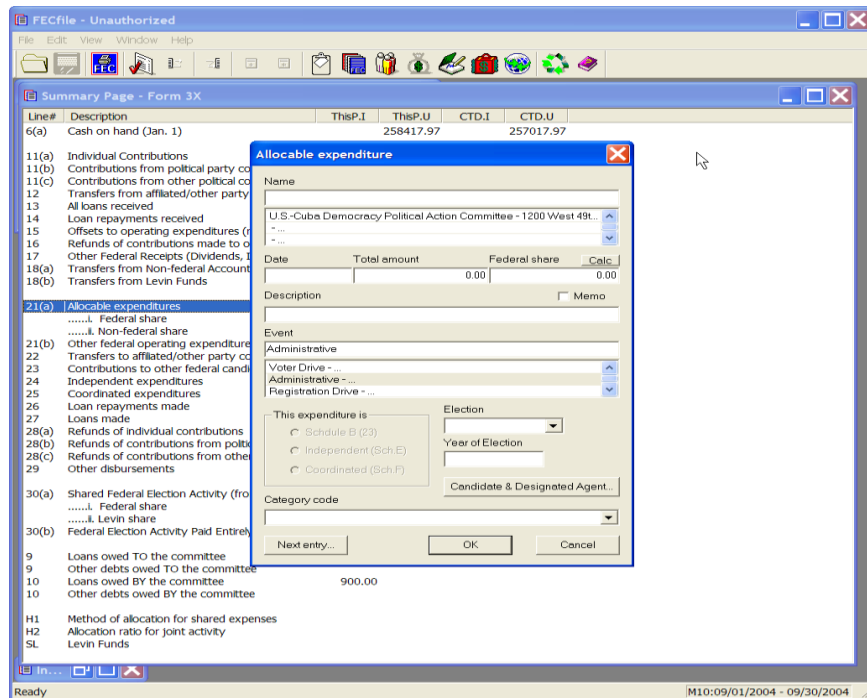 FECfile - Unauthorized
File Edit View Window Help
FEC
FEC
Summary Page - Form 3X
Line# Description ThisP.I ThisP.U CTD.I CTD.U
6(a) Cash on hand (Jan. 1) 258417.97 257017.97
11(a) Individual Contributions
11(b) Contributions from political party co
11(c) Contributions from other political co
12 Transfers from affiliated/other party
13 All loans received
14 Loan repayments received
15 Offsets to operating expenditures (r
16 Refunds of contributions made to o
17 Other Federal Receipts (Dividends, I
18(a) Transfers from Non-federal Account
18(b) Transfers from Levin Funds
21(a) Allocable expenditures
......i. Federal share
......ii. Non-federal share
21(b) Other federal operating expenditure
22 Transfers to affiliated/other party co
23 Contributions to other federal candi
24 Independent expenditures
25 Coordinated expenditures
26 Loan repayments made
27 Loans made
28(a) Refunds of individual contributions
28(b) Refunds of contributions from politic
28(c) Refunds of contributions from other
29 Other disbursements
30(a) Shared Federal Election Activity (fro
......i. Federal share
......ii. Levin share
30(b) Federal Election Activity Paid Entirely
9 Loans owed TO the committee
9 Other debts owed TO the committee
10 Loans owed BY the committee 900.00
10 Other debts owed BY the committee
H1 Method of allocation for shared expenses
H2 Allocation ratio for joint activity
SL Levin Funds
Allocable expenditure
Name
U.S.-Cuba Democracy Political Action Committee - 1200 West 49t...
- ...
- ...
Date Total amount Federal share Calc
0.00 0.00
Description Memo
Event
Administrative
Voter Drive - ...
Administrative - ...
Registration Drive - ...
This expenditure is
Schdule B (23)
Independent (Sch.E)
Coordinated (Sch.F)
Election
Year of Election
Candidate & Designated Agent...
Category code
Next entry... OK Cancel
In...
Ready M10:09/01/2004 - 09/30/2004